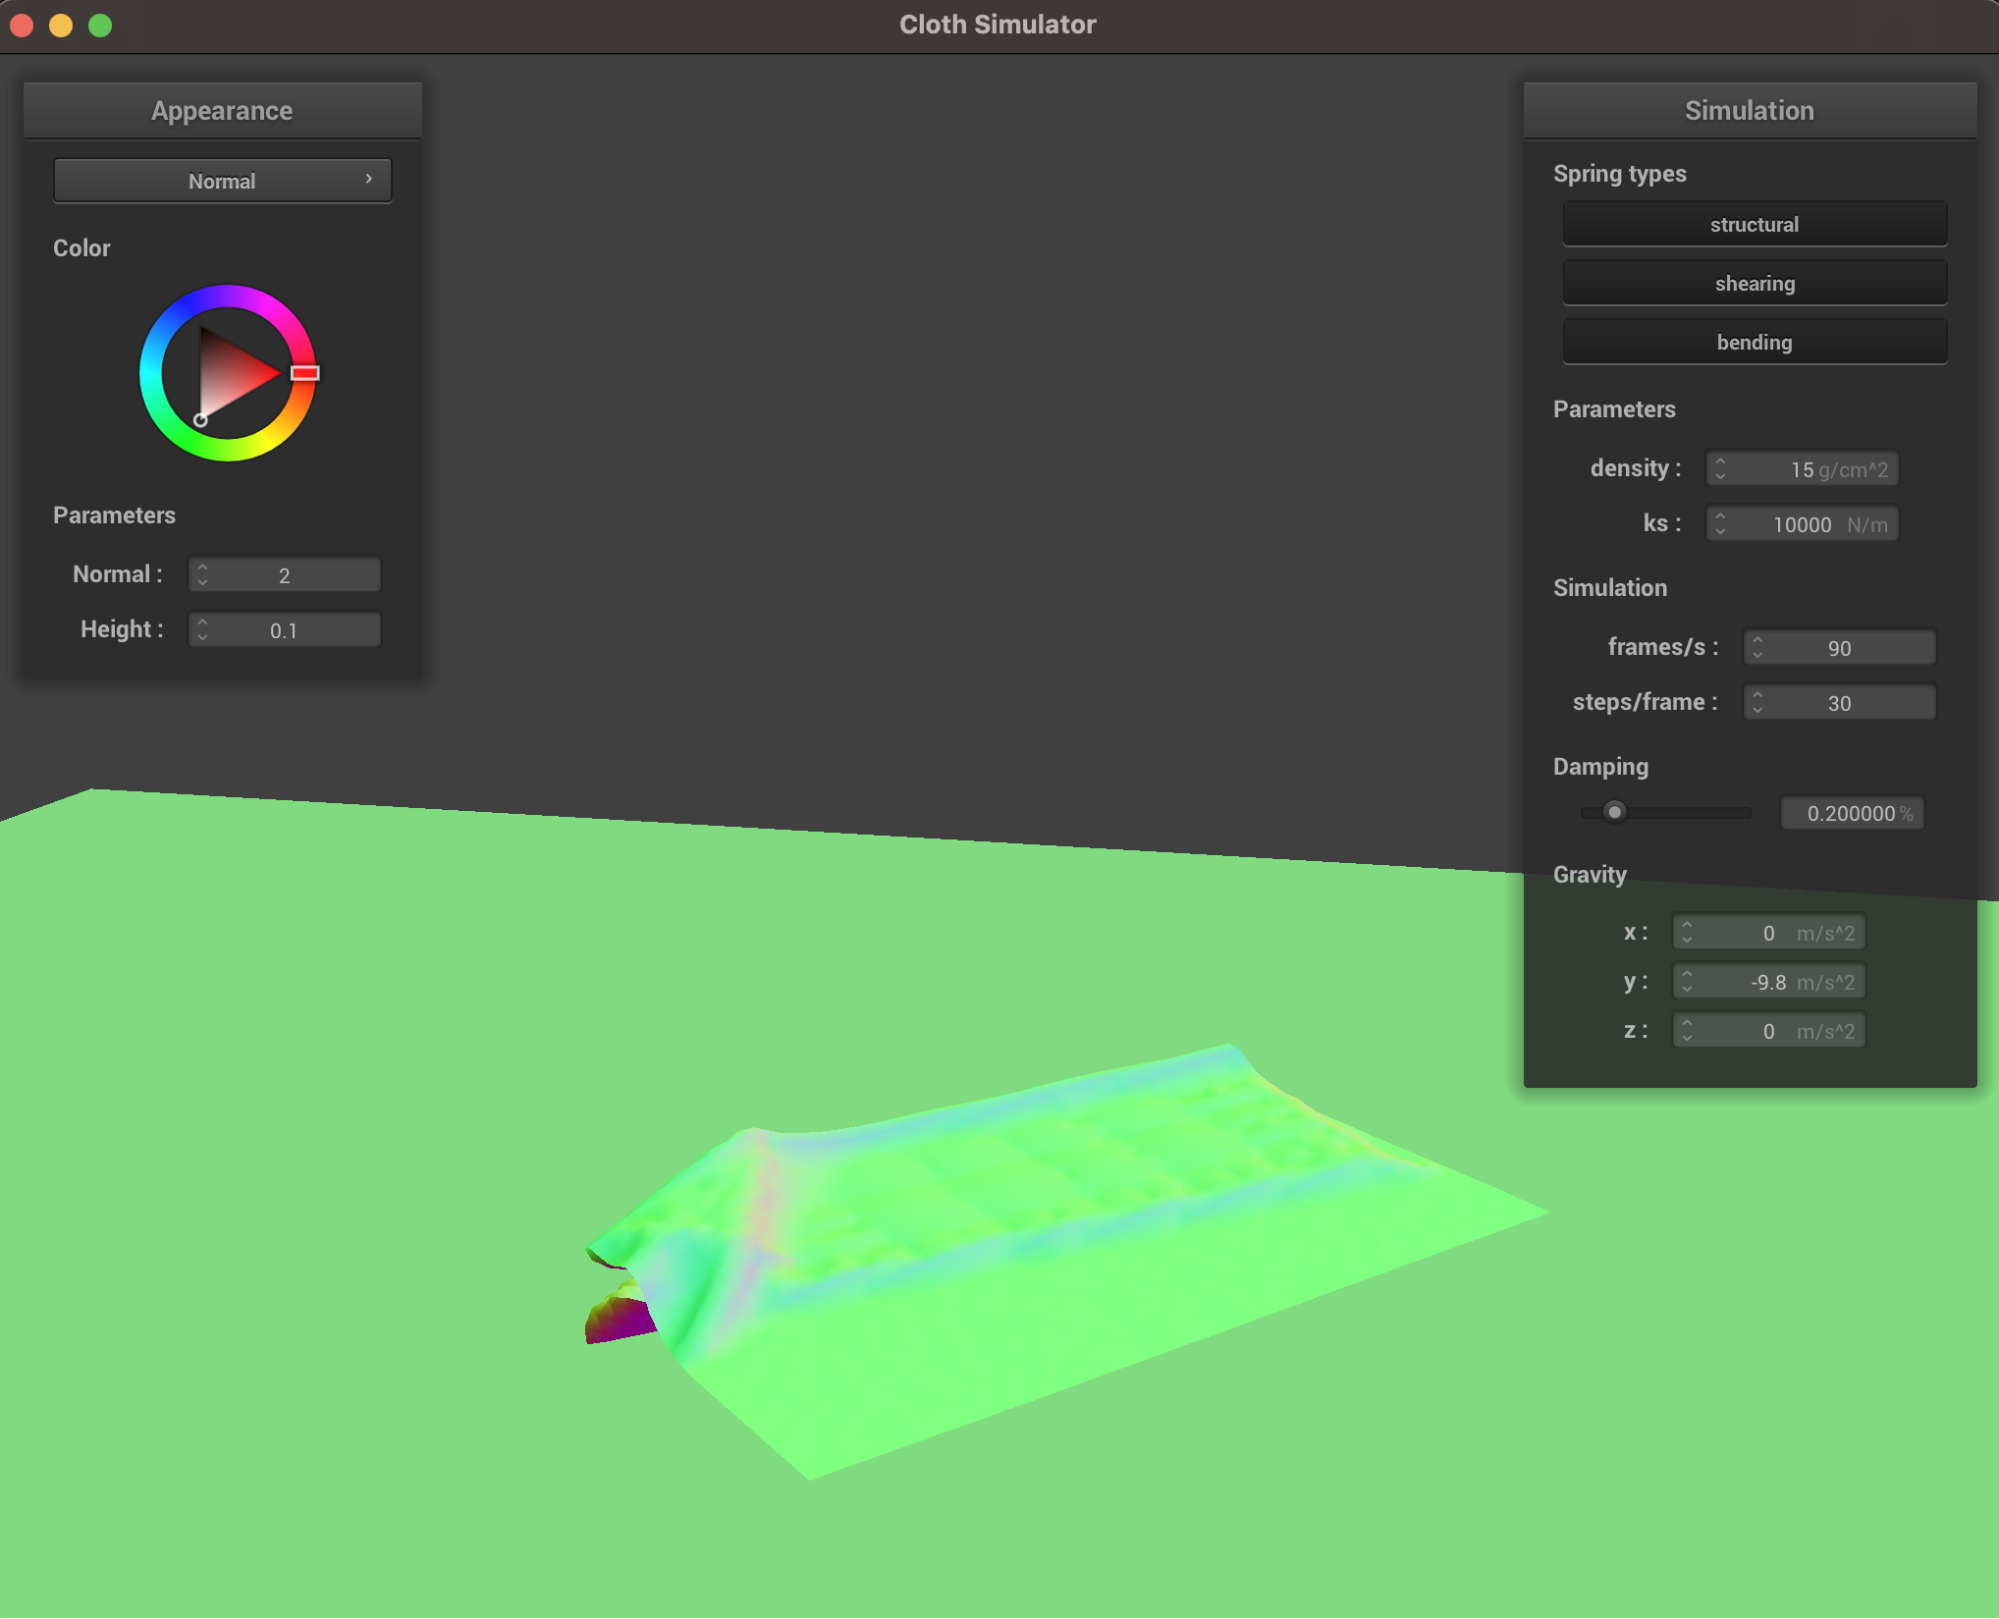 Cloth Simulator
Appearance
Normal
Color
Parameters
Normal : 2
Height : 0.1
Simulation
Spring types
structural
shearing
bending
Parameters
density : 15 g/cm^2
ks : 10000 N/m
Simulation
frames/s : 90
steps/frame : 30
Damping
0.200000 %
Gravity
x : 0 m/s^2
y : -9.8 m/s^2
z : 0 m/s^2